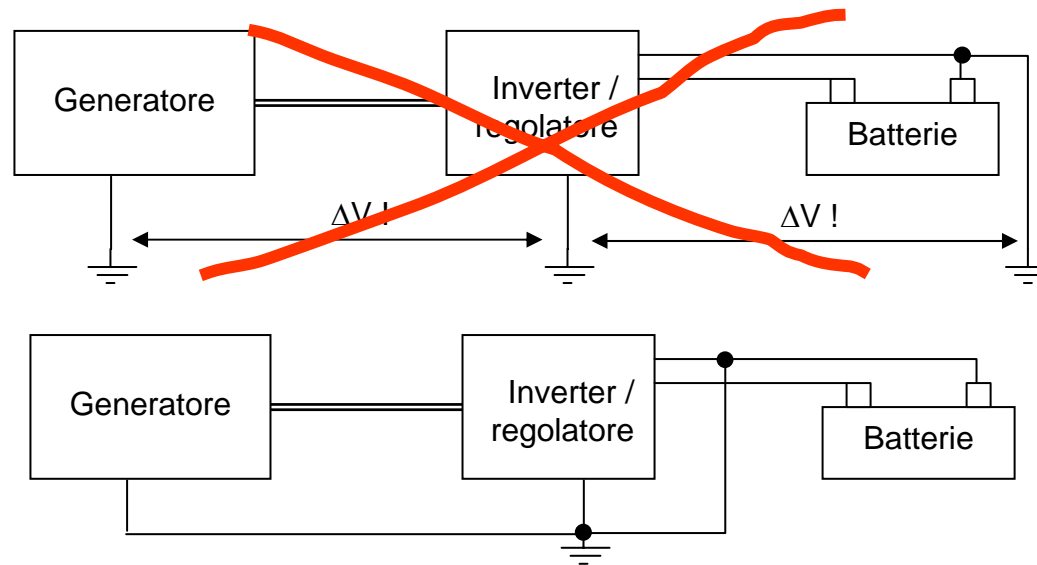 Generatore
Inverter /
regolatore
Batterie
ΔV !
ΔV !
Generatore
Inverter /
regolatore
Batterie